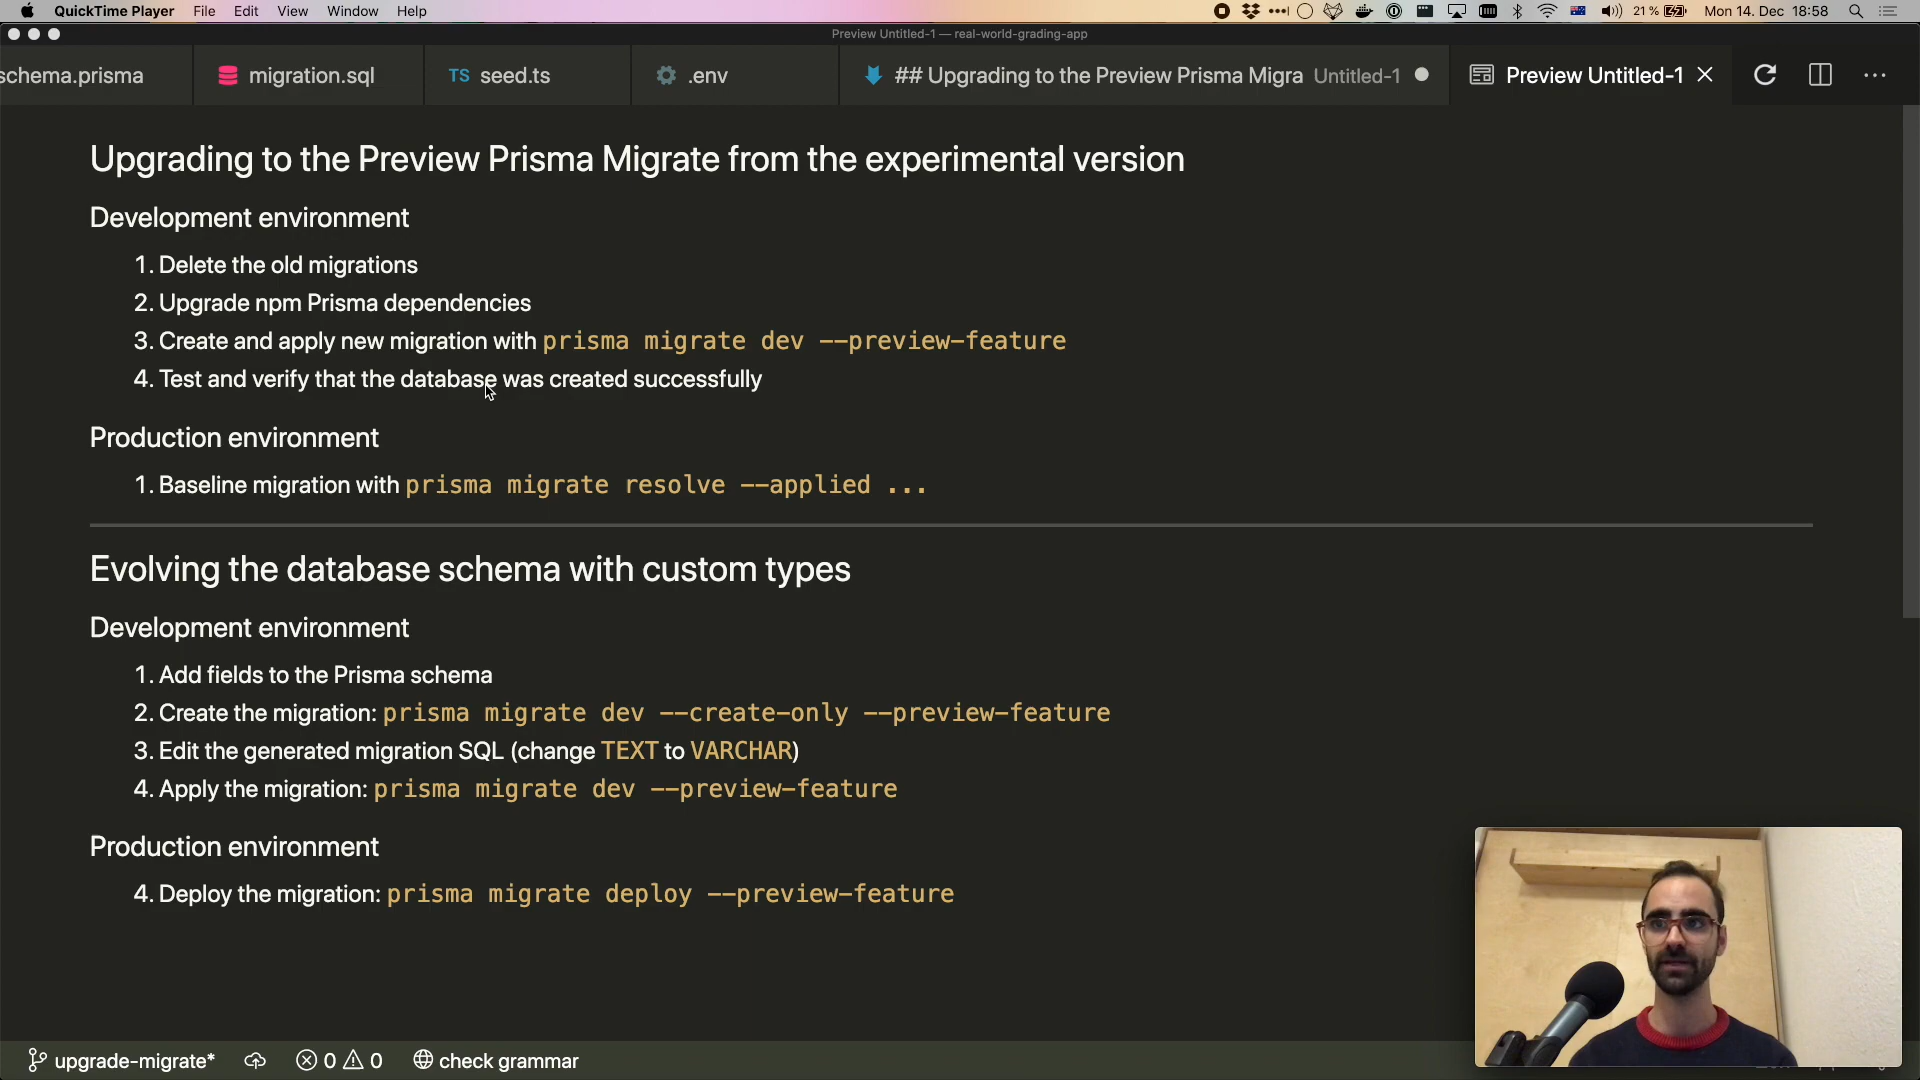 QuickTime Player File Edit View Window Help 21 % Mon 14. Dec 18:58
Preview Untitled-1 — real-world-grading-app
schema.prisma migration.sql TS seed.ts .env ## Upgrading to the Preview Prisma Migra Untitled-1 Preview Untitled-1
Upgrading to the Preview Prisma Migrate from the experimental version
Development environment
1. Delete the old migrations
2. Upgrade npm Prisma dependencies
3. Create and apply new migration with prisma migrate dev --preview-feature
4. Test and verify that the database was created successfully
Production environment
1. Baseline migration with prisma migrate resolve --applied ...
Evolving the database schema with custom types
Development environment
1. Add fields to the Prisma schema
2. Create the migration: prisma migrate dev --create-only --preview-feature
3. Edit the generated migration SQL (change TEXT to VARCHAR)
4. Apply the migration: prisma migrate dev --preview-feature
Production environment
4. Deploy the migration: prisma migrate deploy --preview-feature
upgrade-migrate* 0 0 check grammar